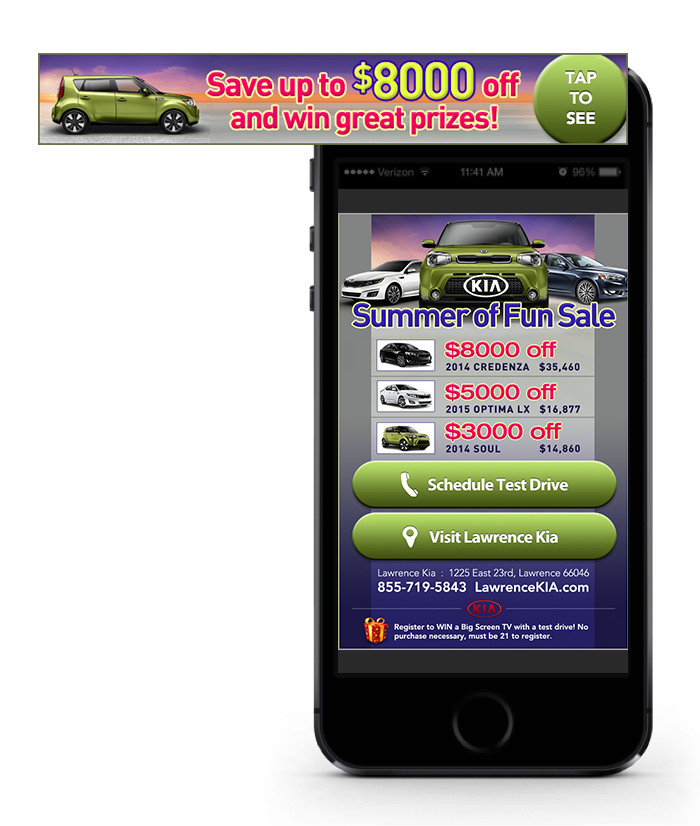 Save up to $8000 off
and win great prizes!
TAP
TO
SEE
Verizon 11:41 AM 96%
KIA
Summer of Fun Sale
$8000 off
2014 CREDENZA $35,460
$5000 off
2015 OPTIMA LX $16,877
$3000 off
2014 SOUL $14,860
Schedule Test Drive
Visit Lawrence Kia
Lawrence Kia : 1225 East 23rd, Lawrence 66046
855-719-5843 LawrenceKIA.com
KIA
Register to WIN a Big Screen TV with a test drive! No
purchase necessary, must be 21 to register.